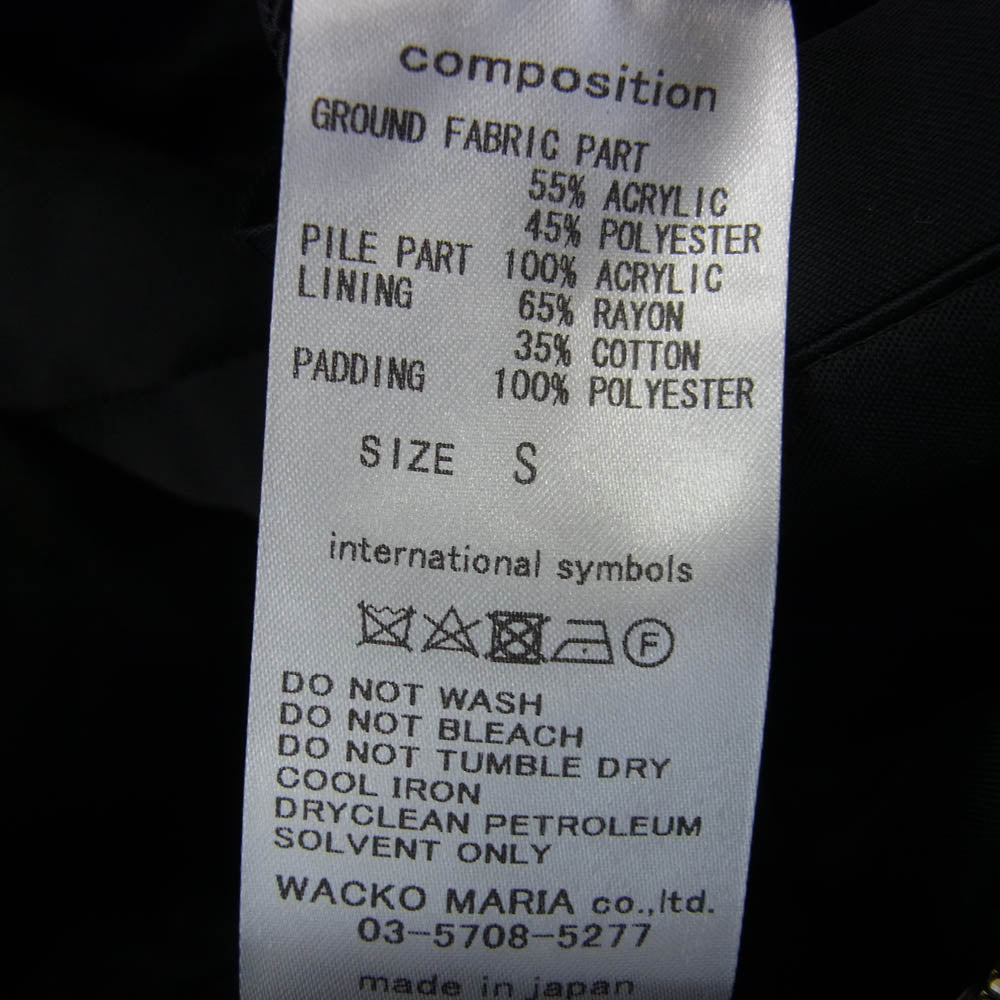 composition
GROUND FABRIC PART
55% ACRYLIC
45% POLYESTER
PILE PART 100% ACRYLIC
LINING 65% RAYON
35% COTTON
PADDING 100% POLYESTER
SIZE S
international symbols
F
DO NOT WASH
DO NOT BLEACH
DO NOT TUMBLE DRY
COOL IRON
DRYCLEAN PETROLEUM
SOLVENT ONLY
WACKO MARIA co.,ltd.
03-5708-5277
made in japan